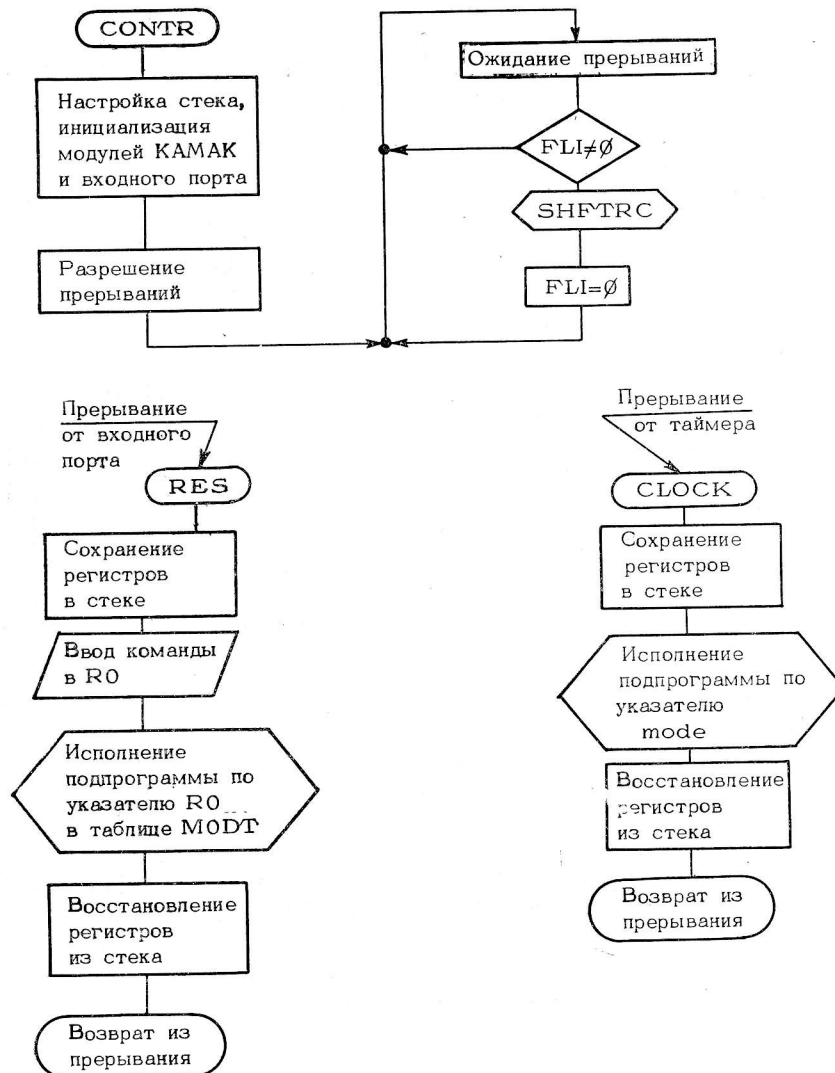 CONTR
Настройка стека,
инициализация
модулей КАМАК
и входного порта
Разрешение
прерываний
Ожидание прерываний
FLI≠Ø
SHFTRC
FLI=Ø
Прерывание
от входного
порта
RES
Сохранение
регистров
в стеке
Ввод команды
в R0
Исполнение
подпрограммы по
указателю R0
в таблице MODT
Восстановление
регистров
из стека
Возврат из
прерывания
Прерывание
от таймера
CLOCK
Сохранение
регистров
в стеке
Исполнение
подпрограммы по
указателю
mode
Восстановление
регистров
из стека
Возврат из
прерывания